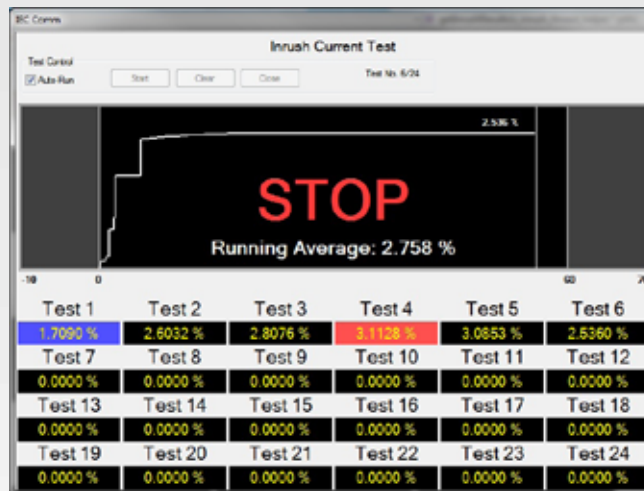 IRC Comm
Inrush Current Test
Test Control
Auto-Run
Start Clear Close
Test No. 6/24
2.536 %
STOP
Running Average: 2.758 %
-10 0 60 70
Test 1 Test 2 Test 3 Test 4 Test 5 Test 6
1.7090 % 2.6032 % 2.8076 % 3.1128 % 3.0853 % 2.5360 %
Test 7 Test 8 Test 9 Test 10 Test 11 Test 12
0.0000 % 0.0000 % 0.0000 % 0.0000 % 0.0000 % 0.0000 %
Test 13 Test 14 Test 15 Test 16 Test 17 Test 18
0.0000 % 0.0000 % 0.0000 % 0.0000 % 0.0000 % 0.0000 %
Test 19 Test 20 Test 21 Test 22 Test 23 Test 24
0.0000 % 0.0000 % 0.0000 % 0.0000 % 0.0000 % 0.0000 %